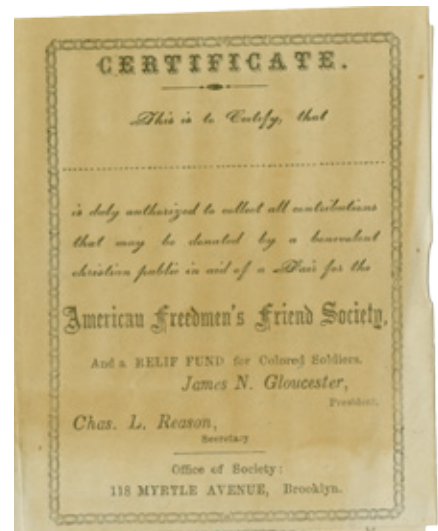 CERTIFICATE.
This is to Certify, that
is duly authorized to collect all contributions
that may be donated by a benevolent
christian public in aid of a Fair for the
American Freedmen's Friend Society,
And a RELIF FUND for Colored Soldiers.
James N. Gloucester,
President,
Chas. L. Reason,
Secretary
Office of Society:
118 MYRTLE AVENUE, Brooklyn.